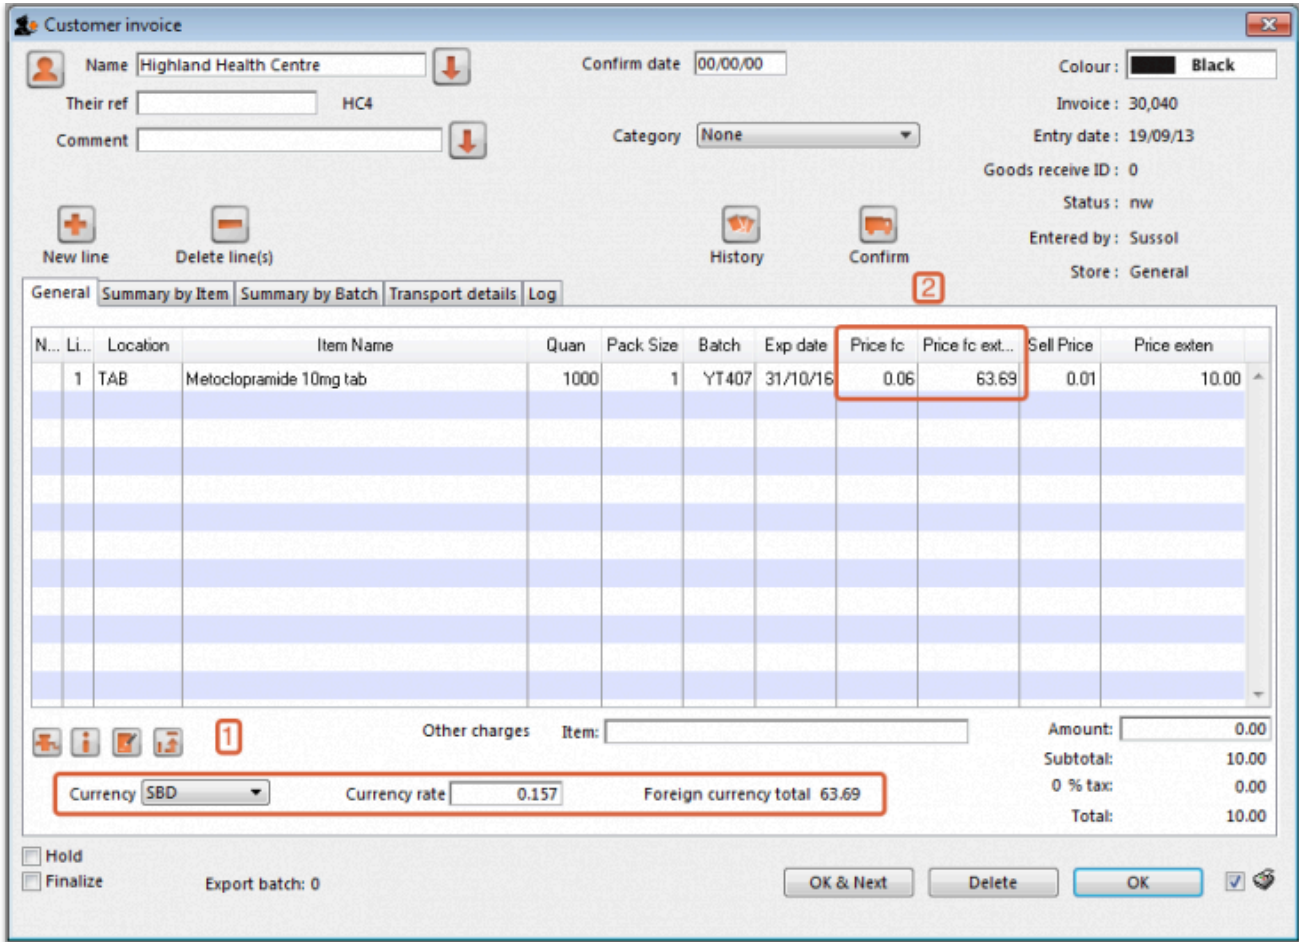 Customer invoice
Name Highland Health Centre
Confirm date 00/00/00
Colour: Black
Their ref HC4
Invoice: 30,040
Comment
Category None
Entry date: 19/09/13
Goods receive ID: 0
Status: nw
New line Delete line(s) History Confirm
Entered by: Sussol
Store: General
General Summary by Item Summary by Batch Transport details Log
2
N... Li... Location Item Name Quan Pack Size Batch Exp date Price fc Price fc ext... Sell Price Price exten
1 TAB Metoclopramide 10mg tab 1000 1 YT407 31/10/16 0.06 63.69 0.01 10.00
1
Other charges Item: Amount: 0.00
Subtotal: 10.00
Currency SBD Currency rate 0.157 Foreign currency total 63.69
0 % tax: 0.00
Total: 10.00
Hold
Finalize Export batch: 0
OK & Next Delete OK